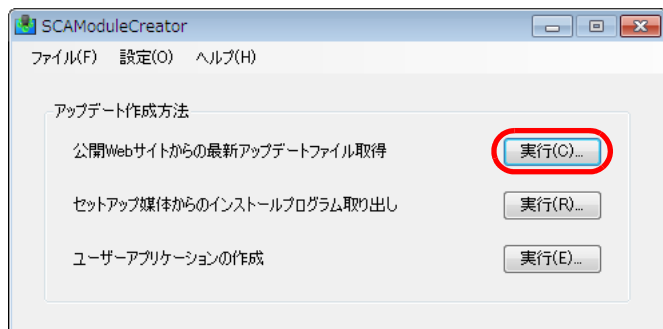 SCAModuleCreator
ファイル(F) 設定(O) ヘルプ(H)
アップデート作成方法
公開Webサイトからの最新アップデートファイル取得 実行(C)...
セットアップ媒体からのインストールプログラム取り出し 実行(R)...
ユーザーアプリケーションの作成 実行(E)...